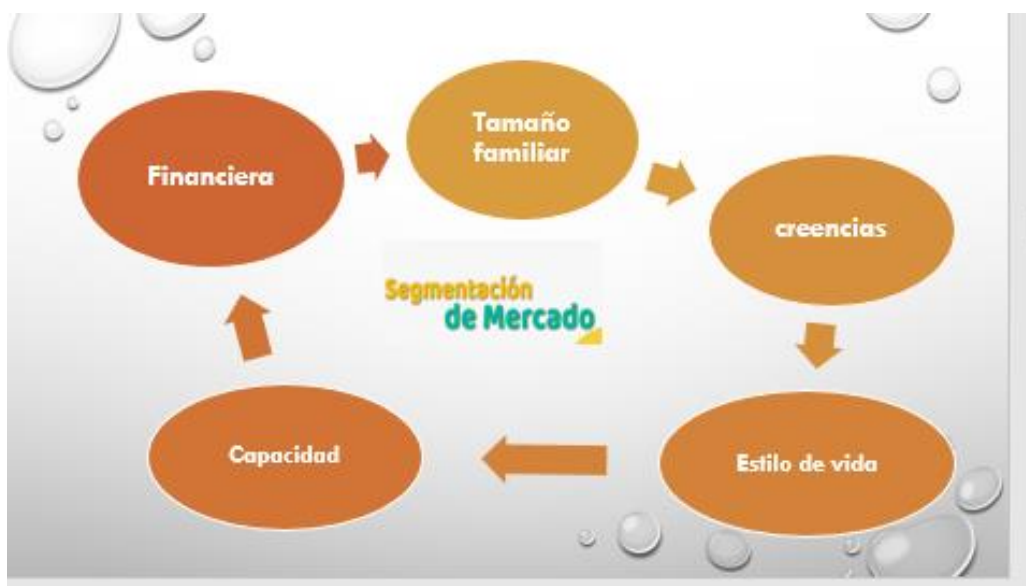 Tamaño
familiar
Financiera
creencias
Segmentación
de Mercado
Capacidad
Estilo de vida